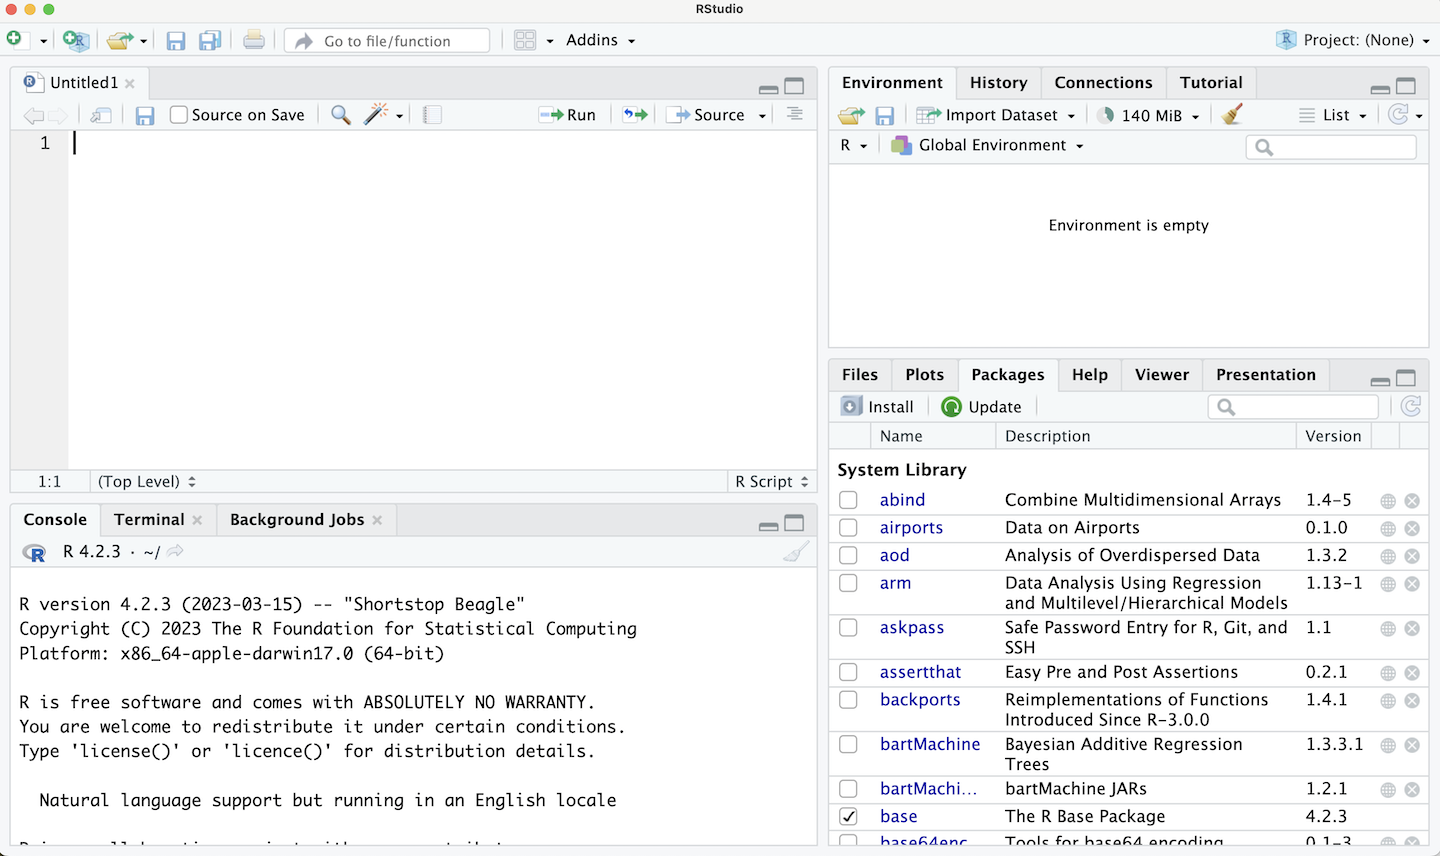 RStudio
Go to file/function
Addins
Project: (None)
Untitled1
Source on Save
Run
Source
1
1:1
(Top Level)
R Script
Console
Terminal
Background Jobs
R 4.2.3 · ~/
R version 4.2.3 (2023-03-15) -- "Shortstop Beagle"
Copyright (C) 2023 The R Foundation for Statistical Computing
Platform: x86_64-apple-darwin17.0 (64-bit)
R is free software and comes with ABSOLUTELY NO WARRANTY.
You are welcome to redistribute it under certain conditions.
Type 'license()' or 'licence()' for distribution details.
Natural language support but running in an English locale
Environment
History
Connections
Tutorial
Import Dataset
140 MiB
List
R
Global Environment
Environment is empty
Files
Plots
Packages
Help
Viewer
Presentation
Install
Update
Name Description Version
System Library
abind Combine Multidimensional Arrays 1.4-5
airports Data on Airports 0.1.0
aod Analysis of Overdispersed Data 1.3.2
arm Data Analysis Using Regression 1.13-1
and Multilevel/Hierarchical Models
askpass Safe Password Entry for R, Git, and 1.1
SSH
assertthat Easy Pre and Post Assertions 0.2.1
backports Reimplementations of Functions 1.4.1
Introduced Since R-3.0.0
bartMachine Bayesian Additive Regression 1.3.3.1
Trees
bartMachi... bartMachine JARs 1.2.1
base The R Base Package 4.2.3
base64enc Tools for base64 encoding 0.1-3